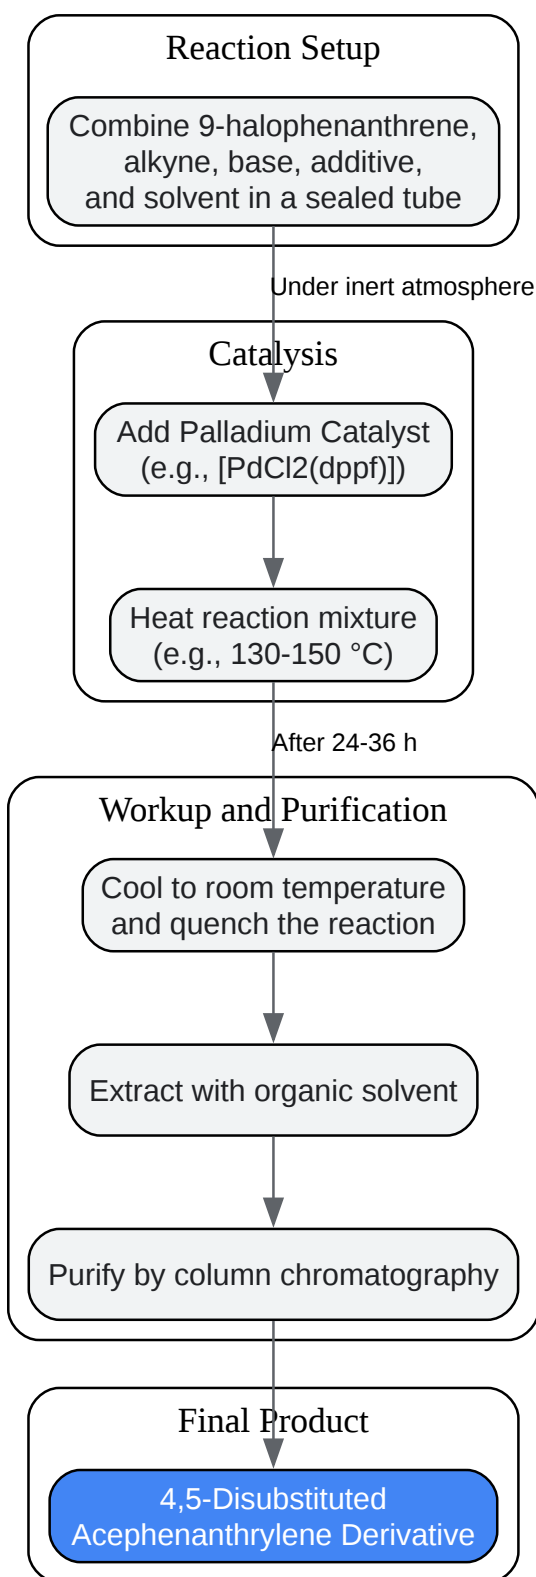 Reaction Setup
Combine 9-halophenanthrene,
alkyne, base, additive,
and solvent in a sealed tube
Under inert atmosphere
Catalysis
Add Palladium Catalyst
(e.g., [PdCl2(dppf)])
Heat reaction mixture
(e.g., 130-150 °C)
After 24-36 h
Workup and Purification
Cool to room temperature
and quench the reaction
Extract with organic solvent
Purify by column chromatography
Final Product
4,5-Disubstituted
Acephenanthrylene Derivative